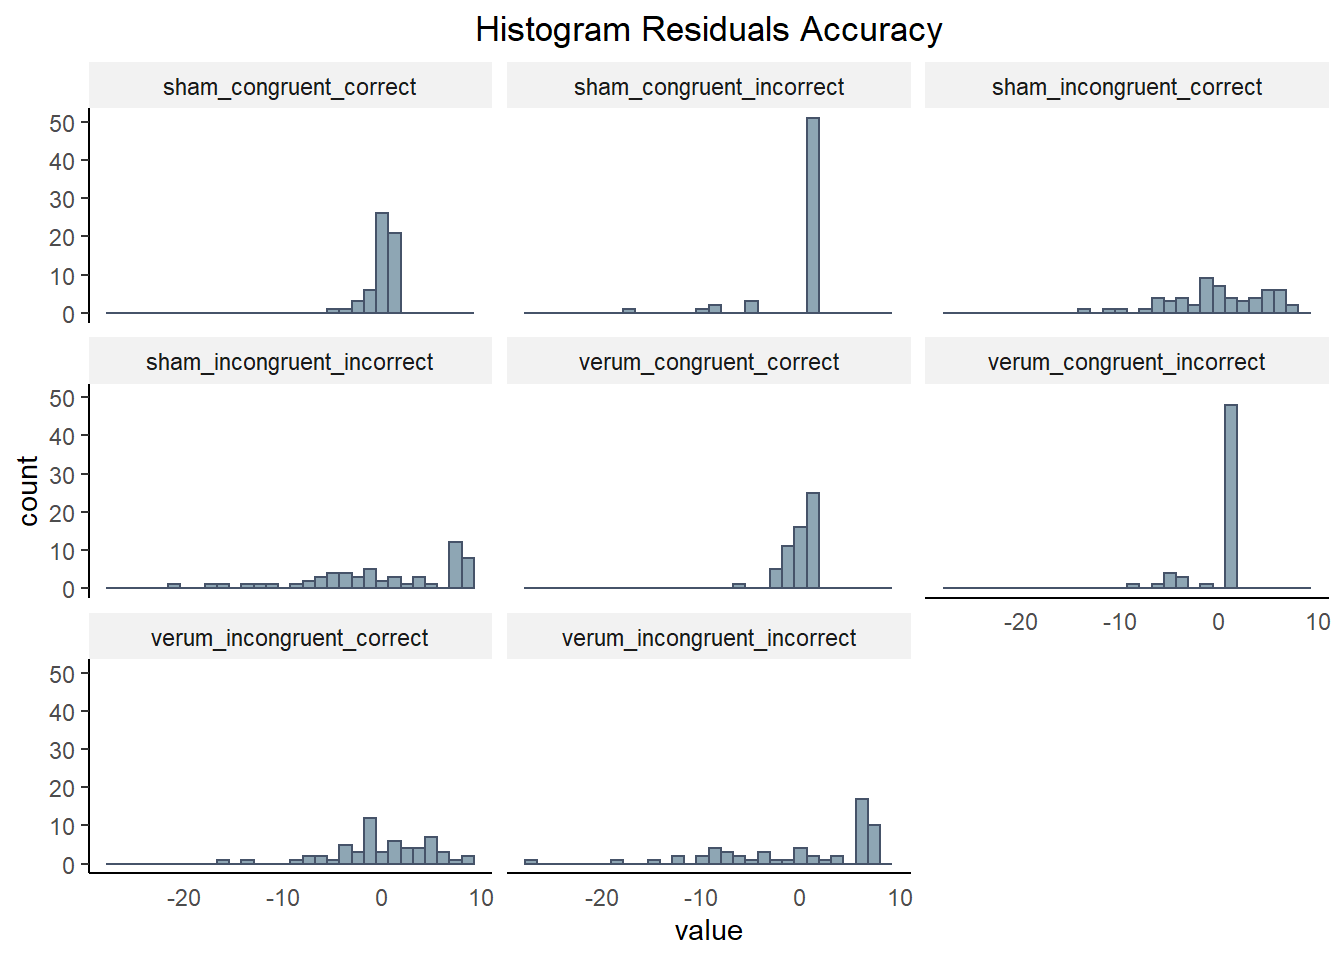 Histogram Residuals Accuracy
sham_congruent_correct
sham_congruent_incorrect
sham_incongruent_correct
50
40
30
20
10
0
sham_incongruent_incorrect
verum_congruent_correct
verum_congruent_incorrect
50
40
30
20
10
0
-20 -10 0 10
verum_incongruent_correct
verum_incongruent_incorrect
50
40
30
20
10
0
-20 -10 0 10
-20 -10 0 10
count
value